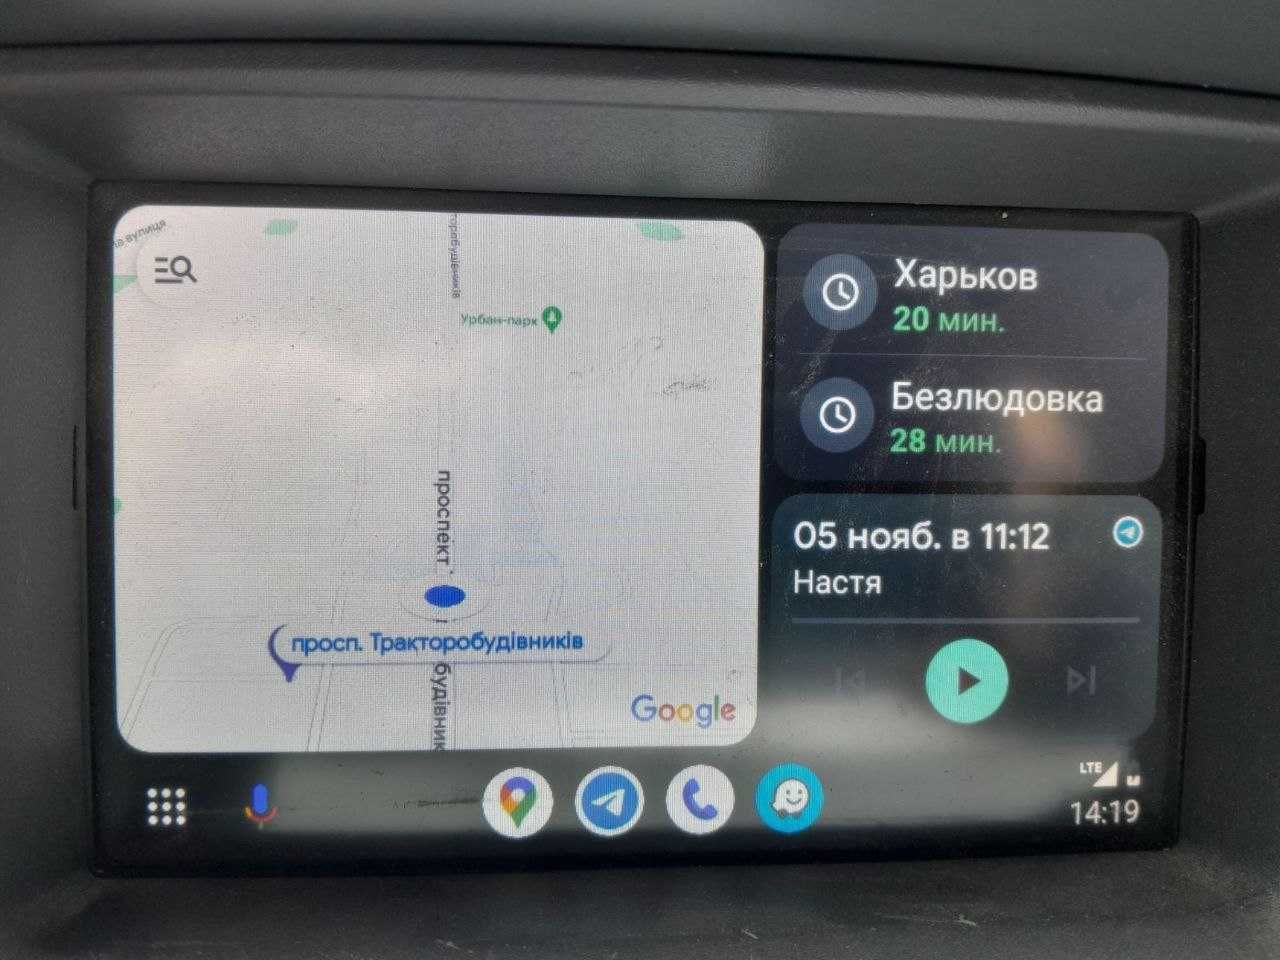 вулиця
Урбан-парк
проспект
просп. Тракторобудівників
Google
Харьков
20 мин.
Безлюдовка
28 мин.
05 нояб. в 11:12
Настя
LTE
14:19